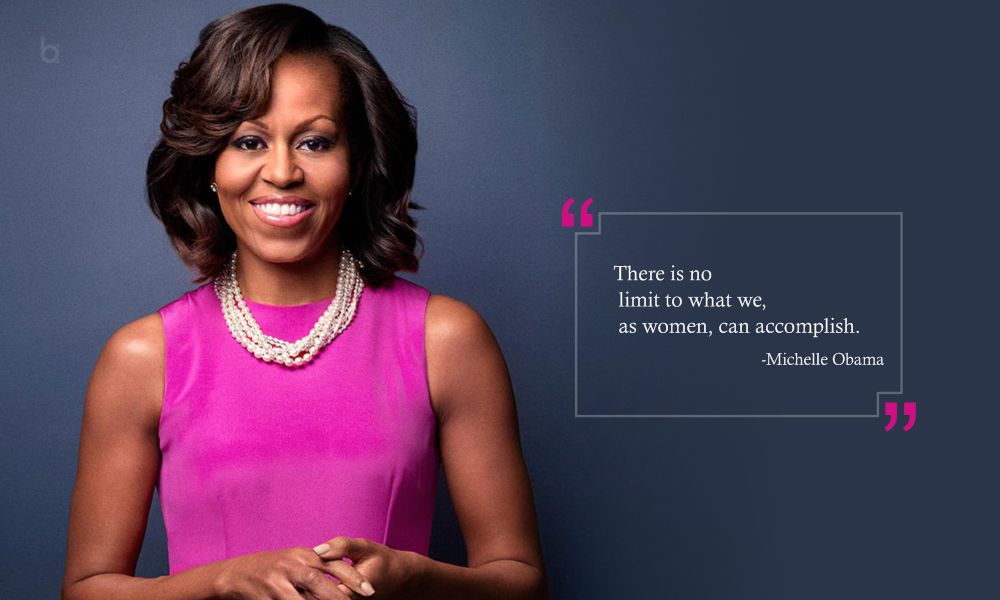 “
There is no
limit to what we,
as women, can accomplish.
-Michelle Obama
”